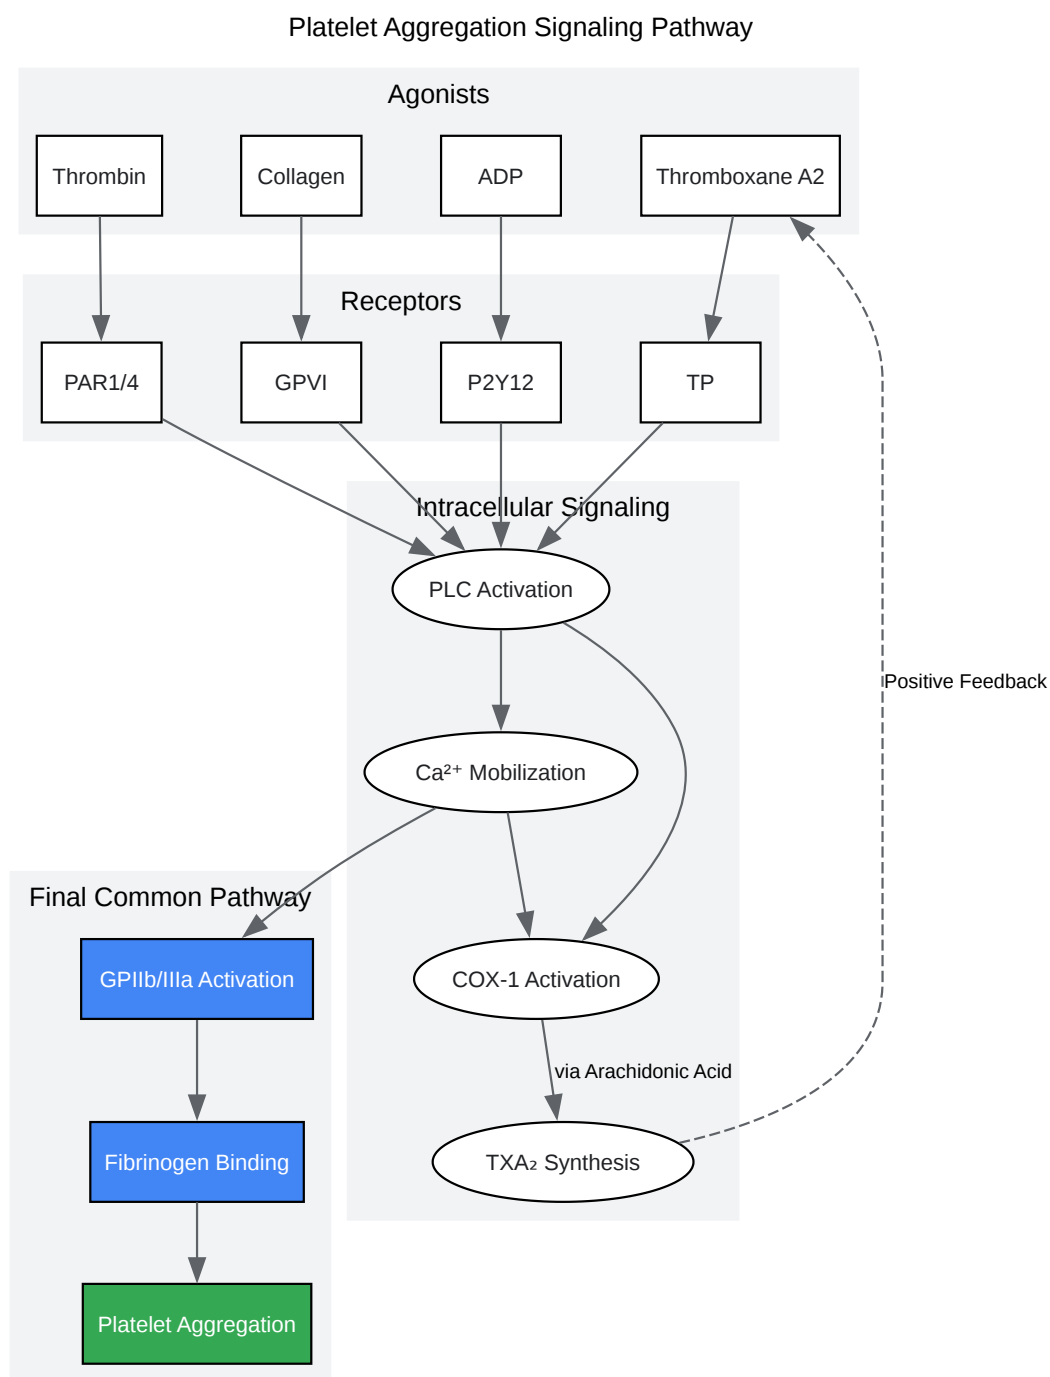 Platelet Aggregation Signaling Pathway
Agonists
Thrombin
Collagen
ADP
Thromboxane A2
Receptors
PAR1/4
GPVI
P2Y12
TP
Intracellular Signaling
PLC Activation
Positive Feedback
Ca²⁺ Mobilization
Final Common Pathway
GPIIb/IIIa Activation
COX-1 Activation
via Arachidonic Acid
Fibrinogen Binding
TXA₂ Synthesis
Platelet Aggregation